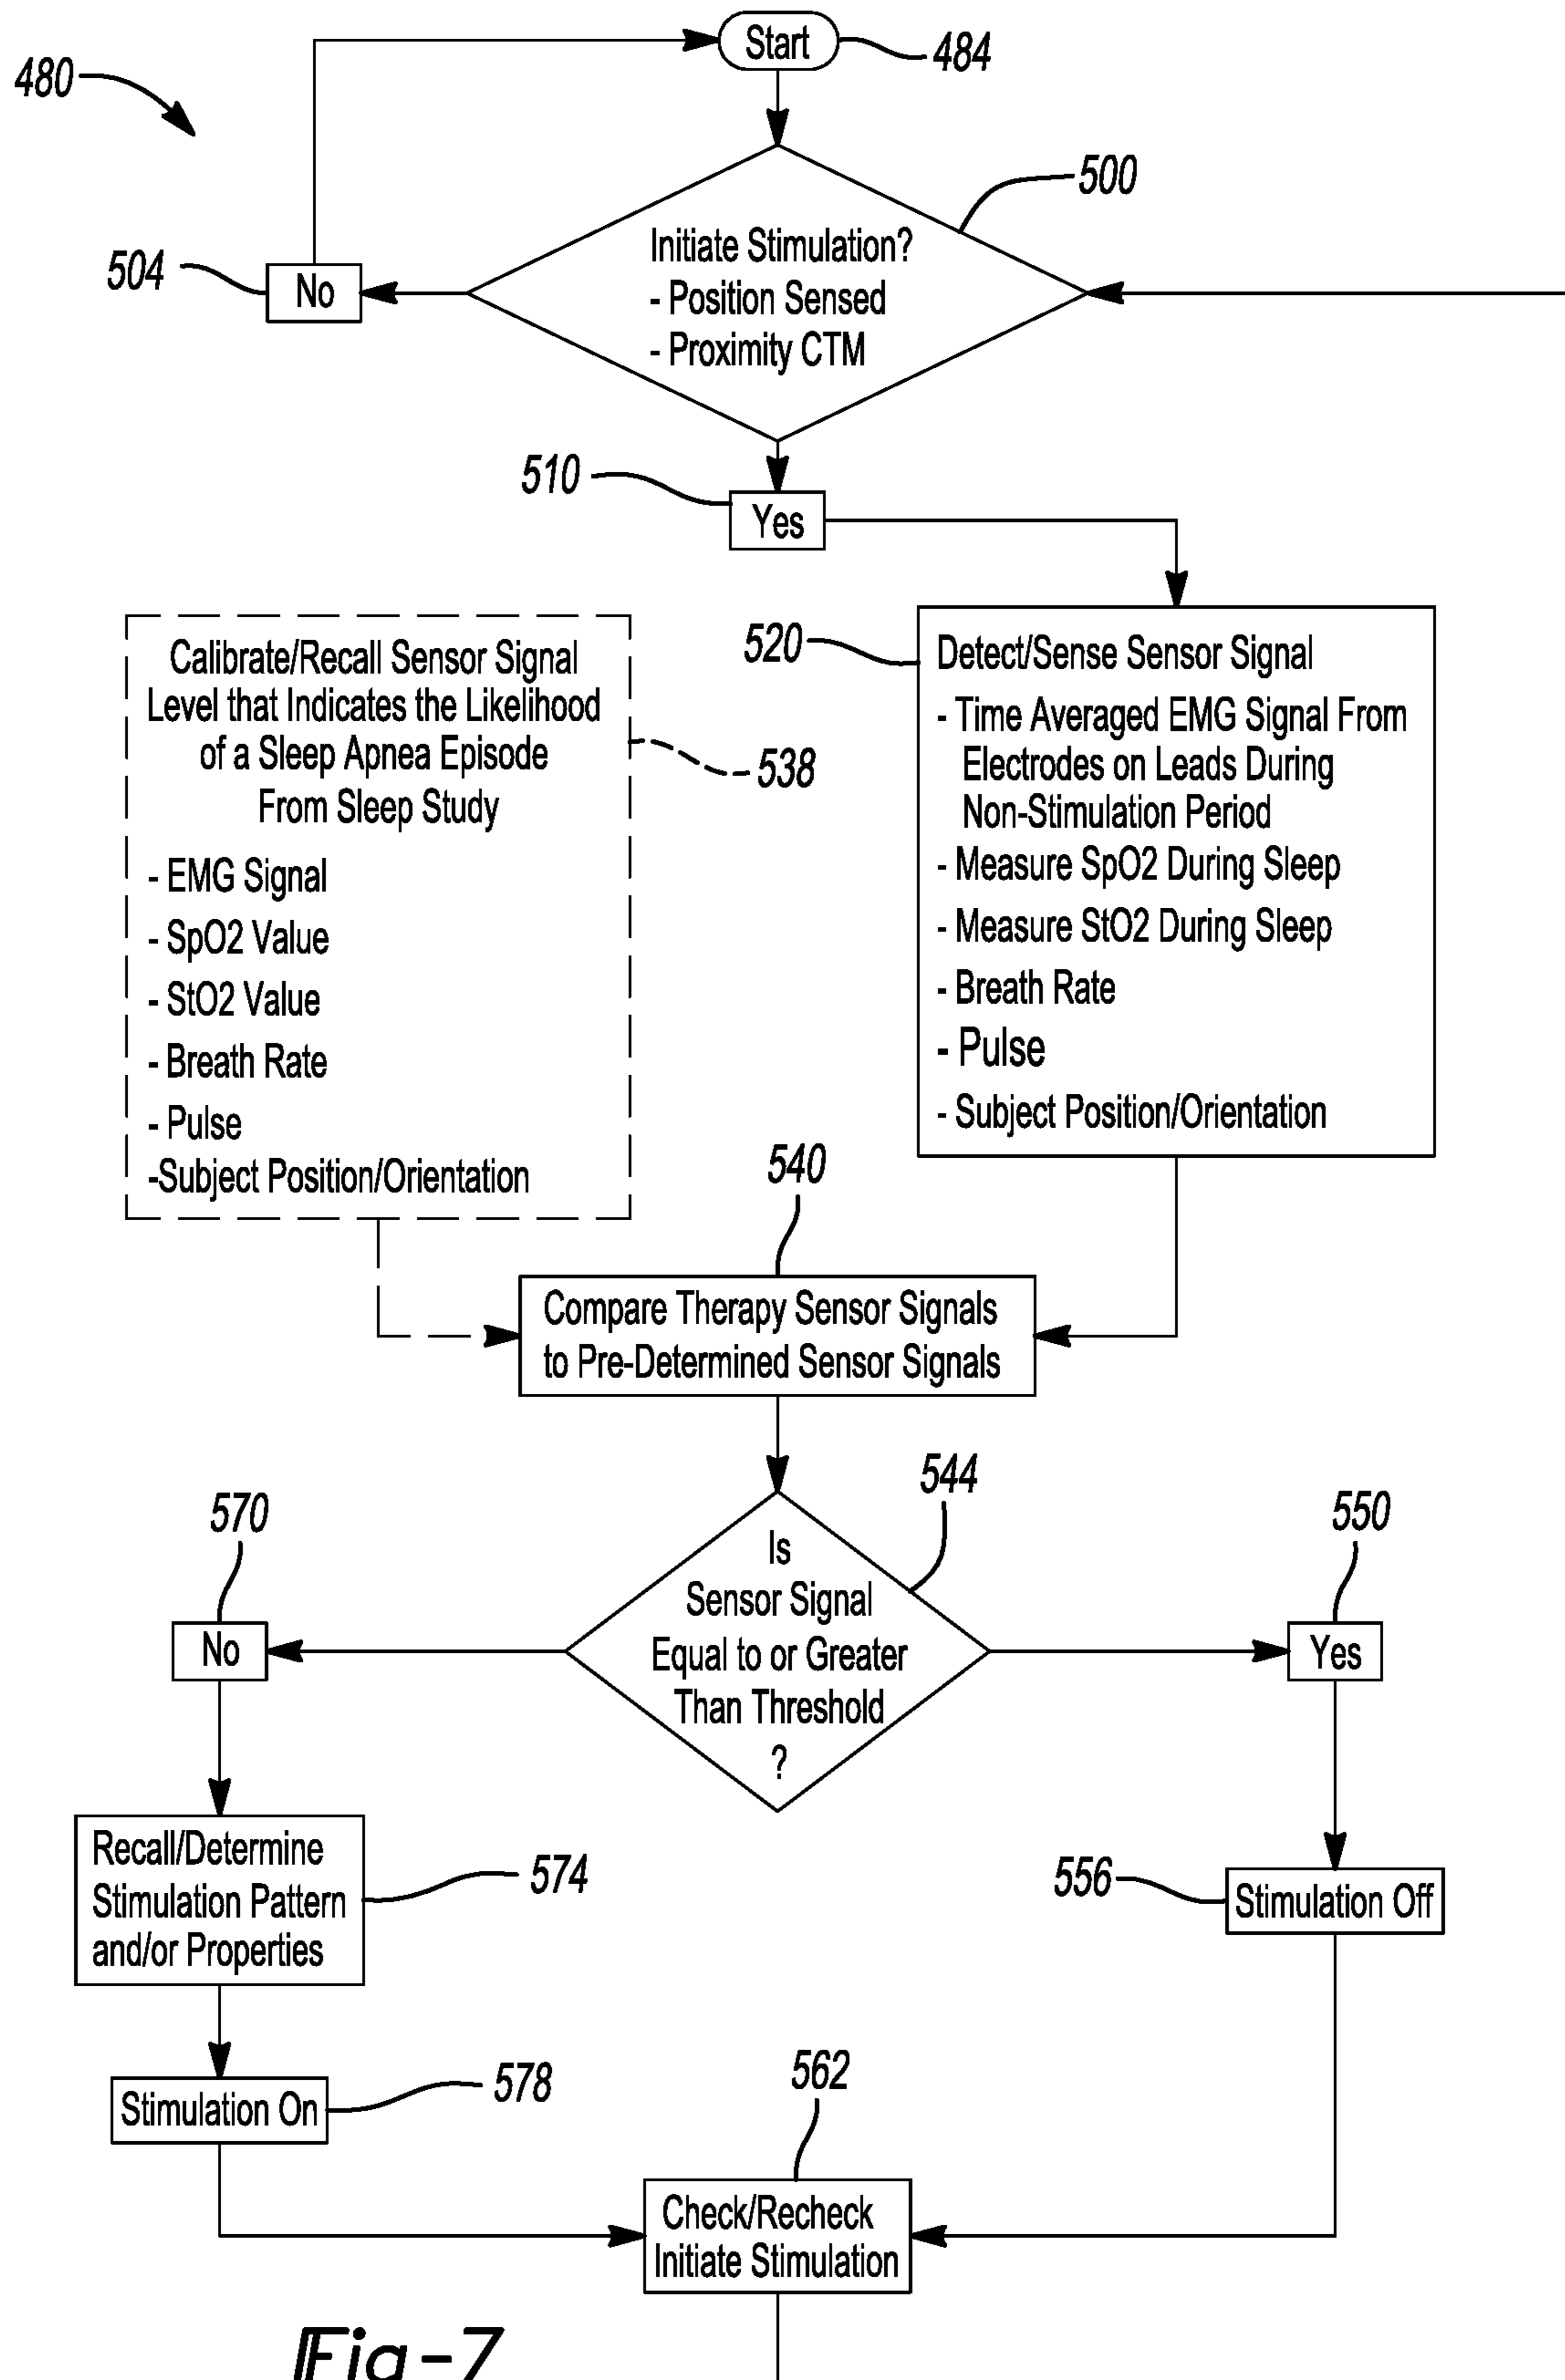 Start
484
480
500
Initiate Stimulation?
- Position Sensed
- Proximity CTM
504
No
510
Yes
520
Detect/Sense Sensor Signal
- Time Averaged EMG Signal From
Electrodes on Leads During
Non-Stimulation Period
- Measure SpO2 During Sleep
- Measure StO2 During Sleep
- Breath Rate
- Pulse
- Subject Position/Orientation
Calibrate/Recall Sensor Signal
Level that Indicates the Likelihood
of a Sleep Apnea Episode
From Sleep Study
- EMG Signal
- SpO2 Value
- StO2 Value
- Breath Rate
- Pulse
-Subject Position/Orientation
538
540
Compare Therapy Sensor Signals
to Pre-Determined Sensor Signals
544
Is
Sensor Signal
Equal to or Greater
Than Threshold
?
570
No
550
Yes
Recall/Determine
Stimulation Pattern
and/or Properties
574
556
Stimulation Off
Stimulation On
578
562
Check/Recheck
Initiate Stimulation
Fig-7